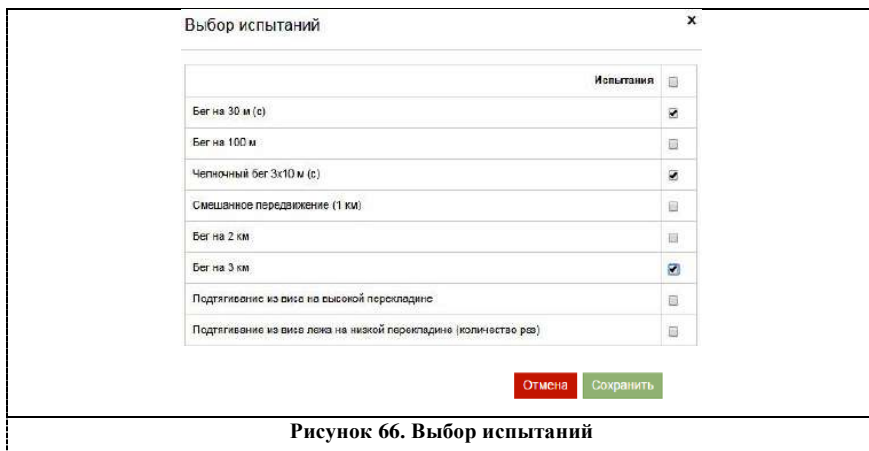 Выбор испытаний x
Испытания
Бег на 30 м (с)
Бег на 100 м
Челночный бег 3х10 м (с)
Смешанное передвижение (1 км)
Бег на 2 км
Бег на 3 км
Подтягивание из виса на высокой перекладине
Подтягивание из виса лежа на низкой перекладине (количество раз)
Отмена Сохранить
Рисунок 66. Выбор испытаний